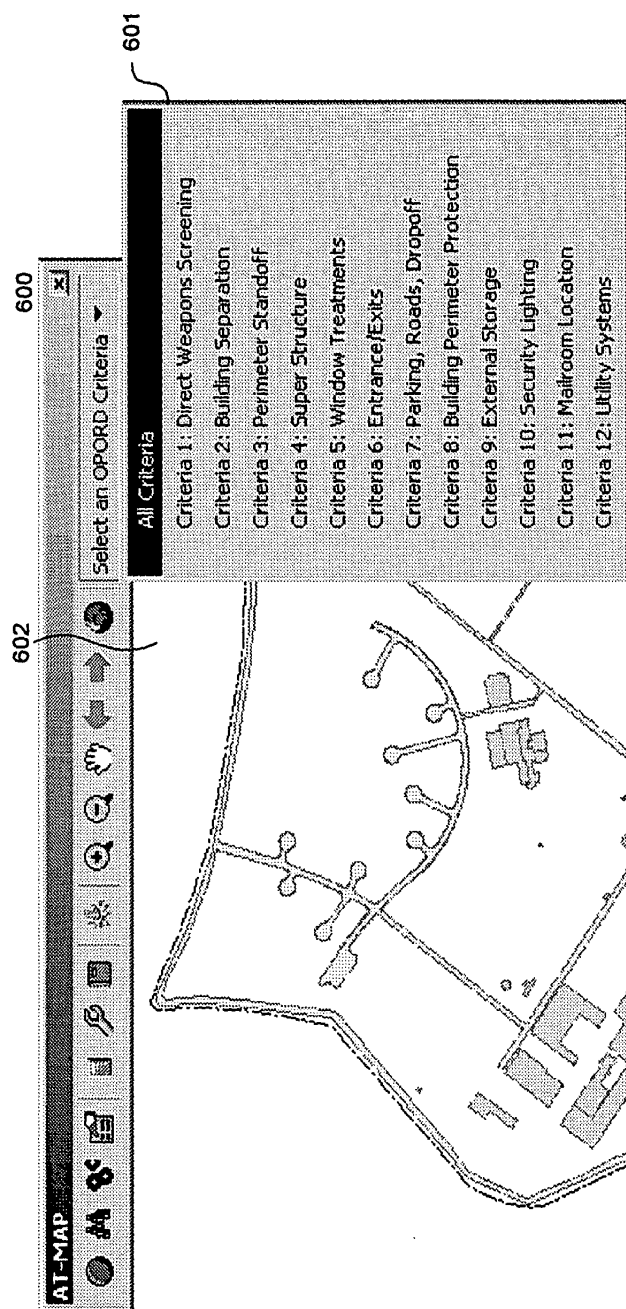 600
AT-MAP
x
Select an OPORD Criteria
601
All Criteria
Criteria 1: Direct Weapons Screening
Criteria 2: Building Separation
Criteria 3: Perimeter Standoff
Criteria 4: Super Structure
Criteria 5: Window Treatments
Criteria 6: Entrance/Exits
Criteria 7: Parking, Roads, Dropoff
Criteria 8: Building Perimeter Protection
Criteria 9: External Storage
Criteria 10: Security Lighting
Criteria 11: Mailroom Location
Criteria 12: Utility Systems
602